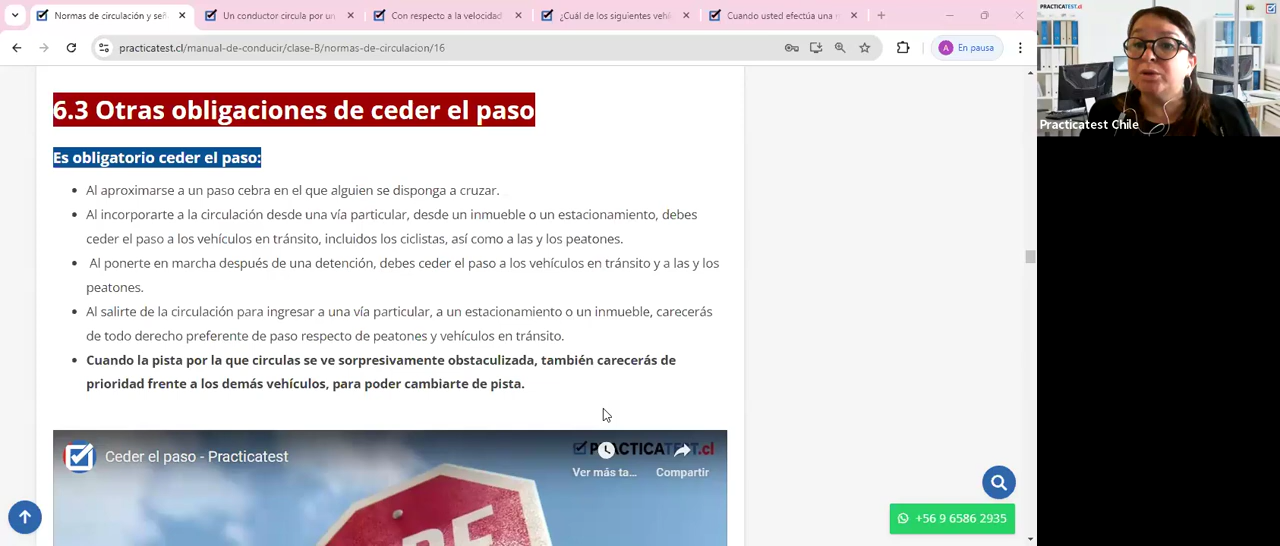 Normas de circulación y señ
Un conductor circula por un
Con respecto a la velocidad
¿Cuál de los siguientes vehí
Cuando usted efectúa una
practicatest.cl/manual-de-conducir/clase-B/normas-de-circulacion/16
A
En pausa
PRACTICATEST.cl
Practicatest Chile
6.3 Otras obligaciones de ceder el paso
Es obligatorio ceder el paso:
Al aproximarse a un paso cebra en el que alguien se disponga a cruzar.
Al incorporarte a la circulación desde una vía particular, desde un inmueble o un estacionamiento, debes
ceder el paso a los vehículos en tránsito, incluidos los ciclistas, así como a las y los peatones.
Al ponerte en marcha después de una detención, debes ceder el paso a los vehículos en tránsito y a las y los
peatones.
Al salirte de la circulación para ingresar a una vía particular, a un estacionamiento o un inmueble, carecerás
de todo derecho preferente de paso respecto de peatones y vehículos en tránsito.
Cuando la pista por la que circulas se ve sorpresivamente obstaculizada, también carecerás de
prioridad frente a los demás vehículos, para poder cambiarte de pista.
Ceder el paso - Practicatest
PRACTICATEST.cl
Ver más ta...
Compartir
+56 9 6586 2935